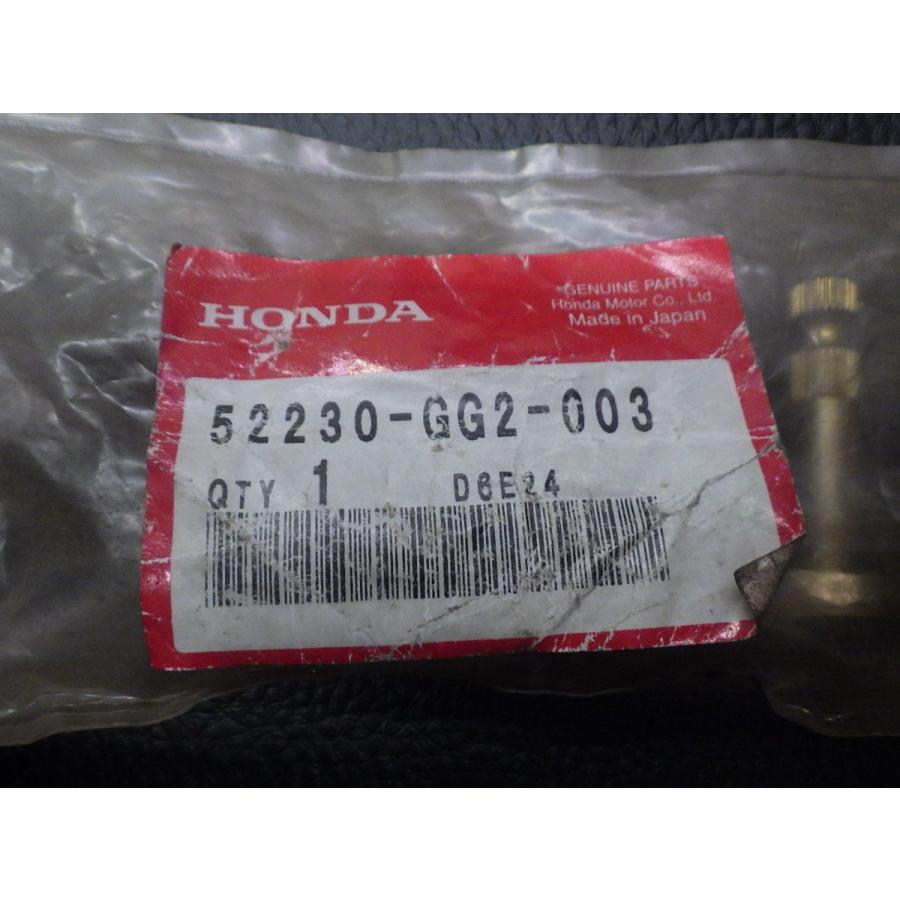 HONDA
GENUINE PARTS
Honda Motor Co., Ltd
Made in Japan
52230-GG2-003
QTY 1 D6E24